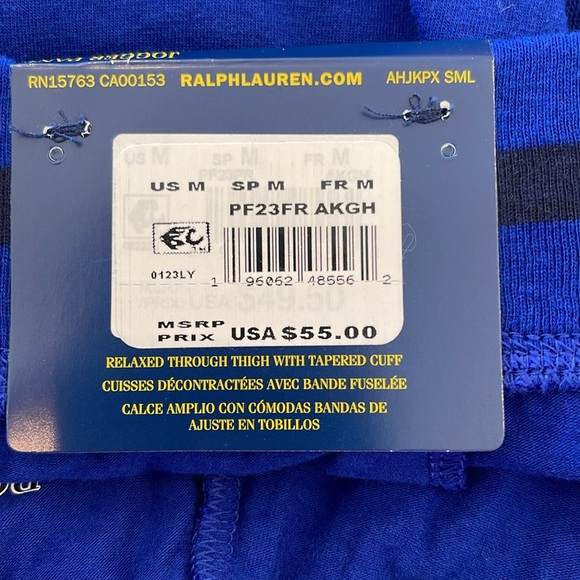 JOGGER PANT
RN15763 CA00153 RALPHLAUREN.COM AHJKPX SML
US M SP M FR M
PF23FR AKGH
0123LY
1 96062 48556 2
MSRP
PRIX USA $55.00
RELAXED THROUGH THIGH WITH TAPERED CUFF
CUISSES DÉCONTRACTÉES AVEC BANDE FUSELÉE
CALCE AMPLIO CON CÓMODAS BANDAS DE
AJUSTE EN TOBILLOS